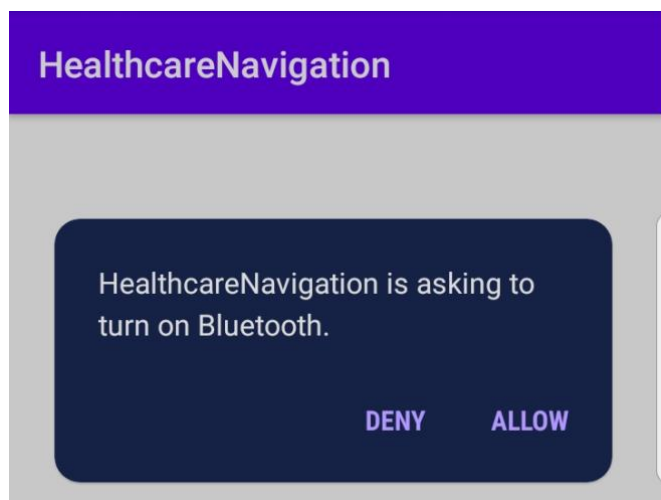 HealthcareNavigation
HealthcareNavigation is asking to
turn on Bluetooth.
DENY ALLOW